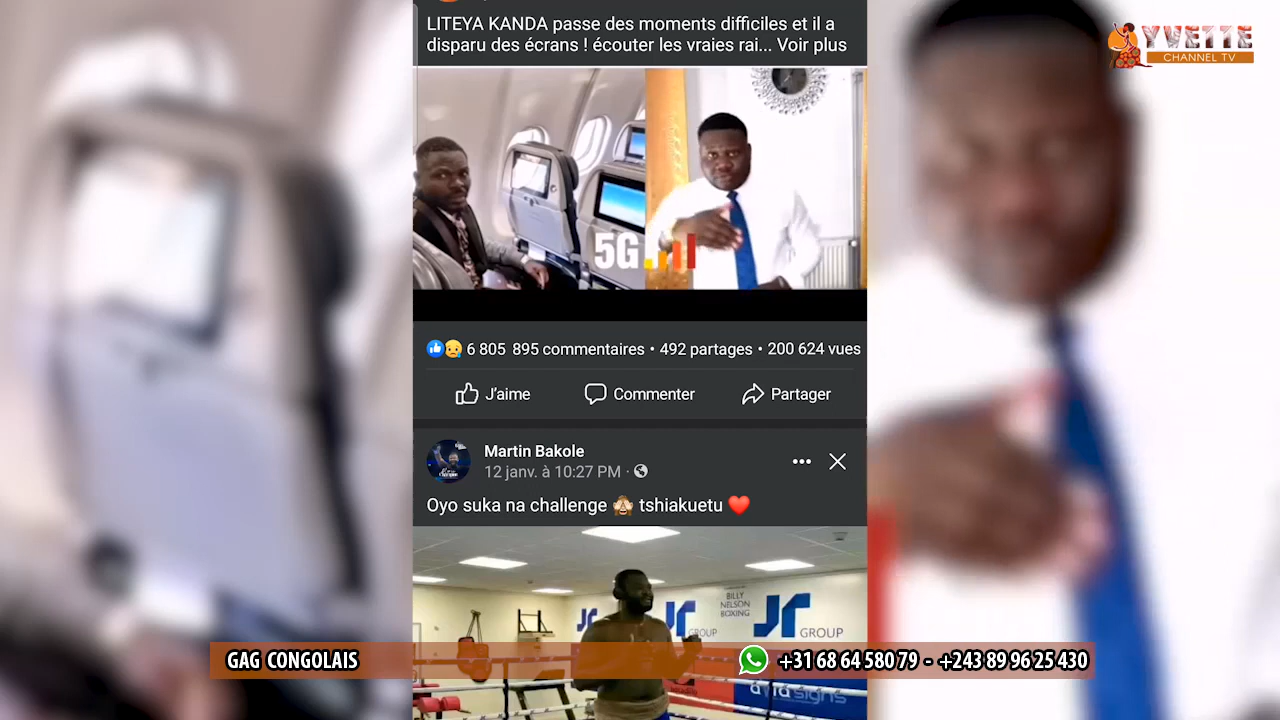 LITEYA KANDA passe des moments difficiles et il a
disparu des écrans ! écouter les vraies rai... Voir plus
YVETTE
CHANNEL TV
5G
6 805 895 commentaires • 492 partages • 200 624 vues
J'aime Commenter Partager
Martin Bakole
12 janv. à 10:27 PM ·
Oyo suka na challenge 🙈 tshiakuetu ❤️
BILLY
NELSON
BOXING
JR GROUP
JR GROUP
GAG CONGOLAIS
+31 68 64 580 79 - +243 89 96 25 430